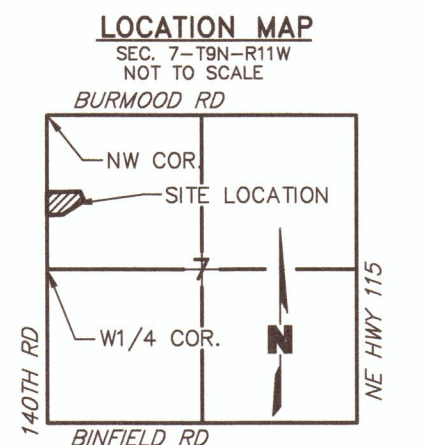 LOCATION MAP
SEC. 7-T9N-R11W
NOT TO SCALE
BURMOOD RD
NW COR.
SITE LOCATION
7
NE HWY 115
W1/4 COR.
N
140TH RD
BINFIELD RD